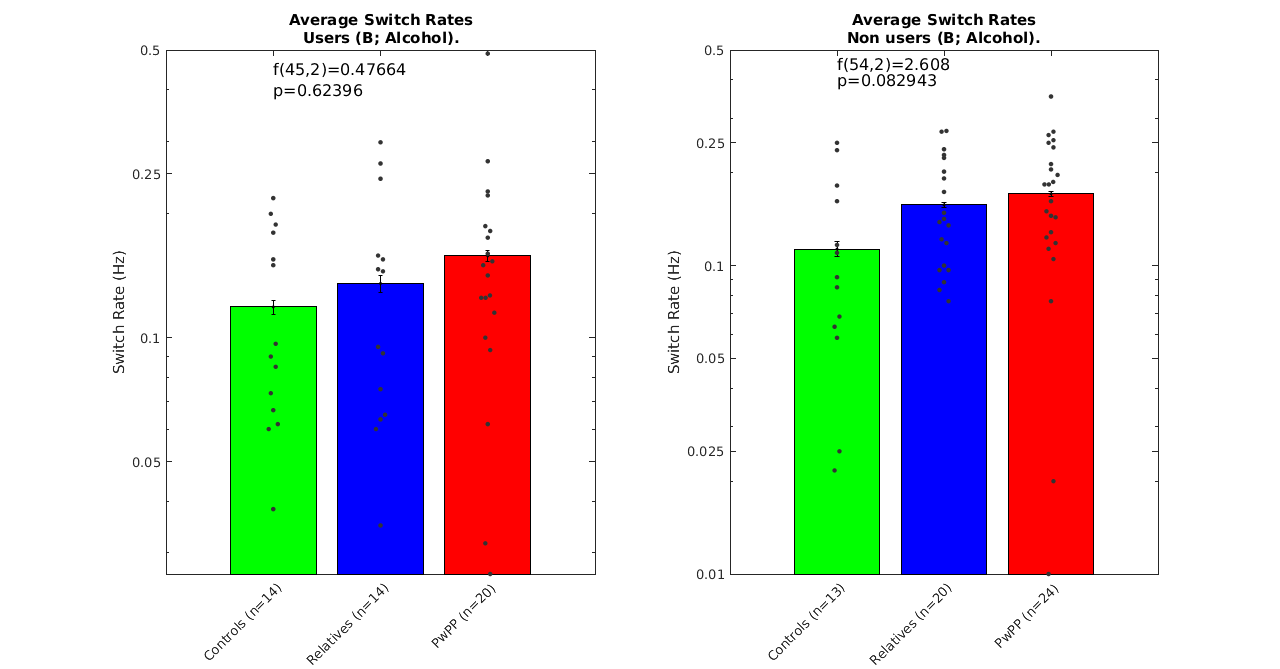 Average Switch Rates
Users (B; Alcohol).
f(45,2)=0.47664
p=0.62396
0.5
0.25
0.1
0.05
Switch Rate (Hz)
Controls (n=14)
Relatives (n=14)
PwPP (n=20)
Average Switch Rates
Non users (B; Alcohol).
f(54,2)=2.608
p=0.082943
0.5
0.25
0.1
0.05
0.025
0.01
Switch Rate (Hz)
Controls (n=13)
Relatives (n=20)
PwPP (n=24)